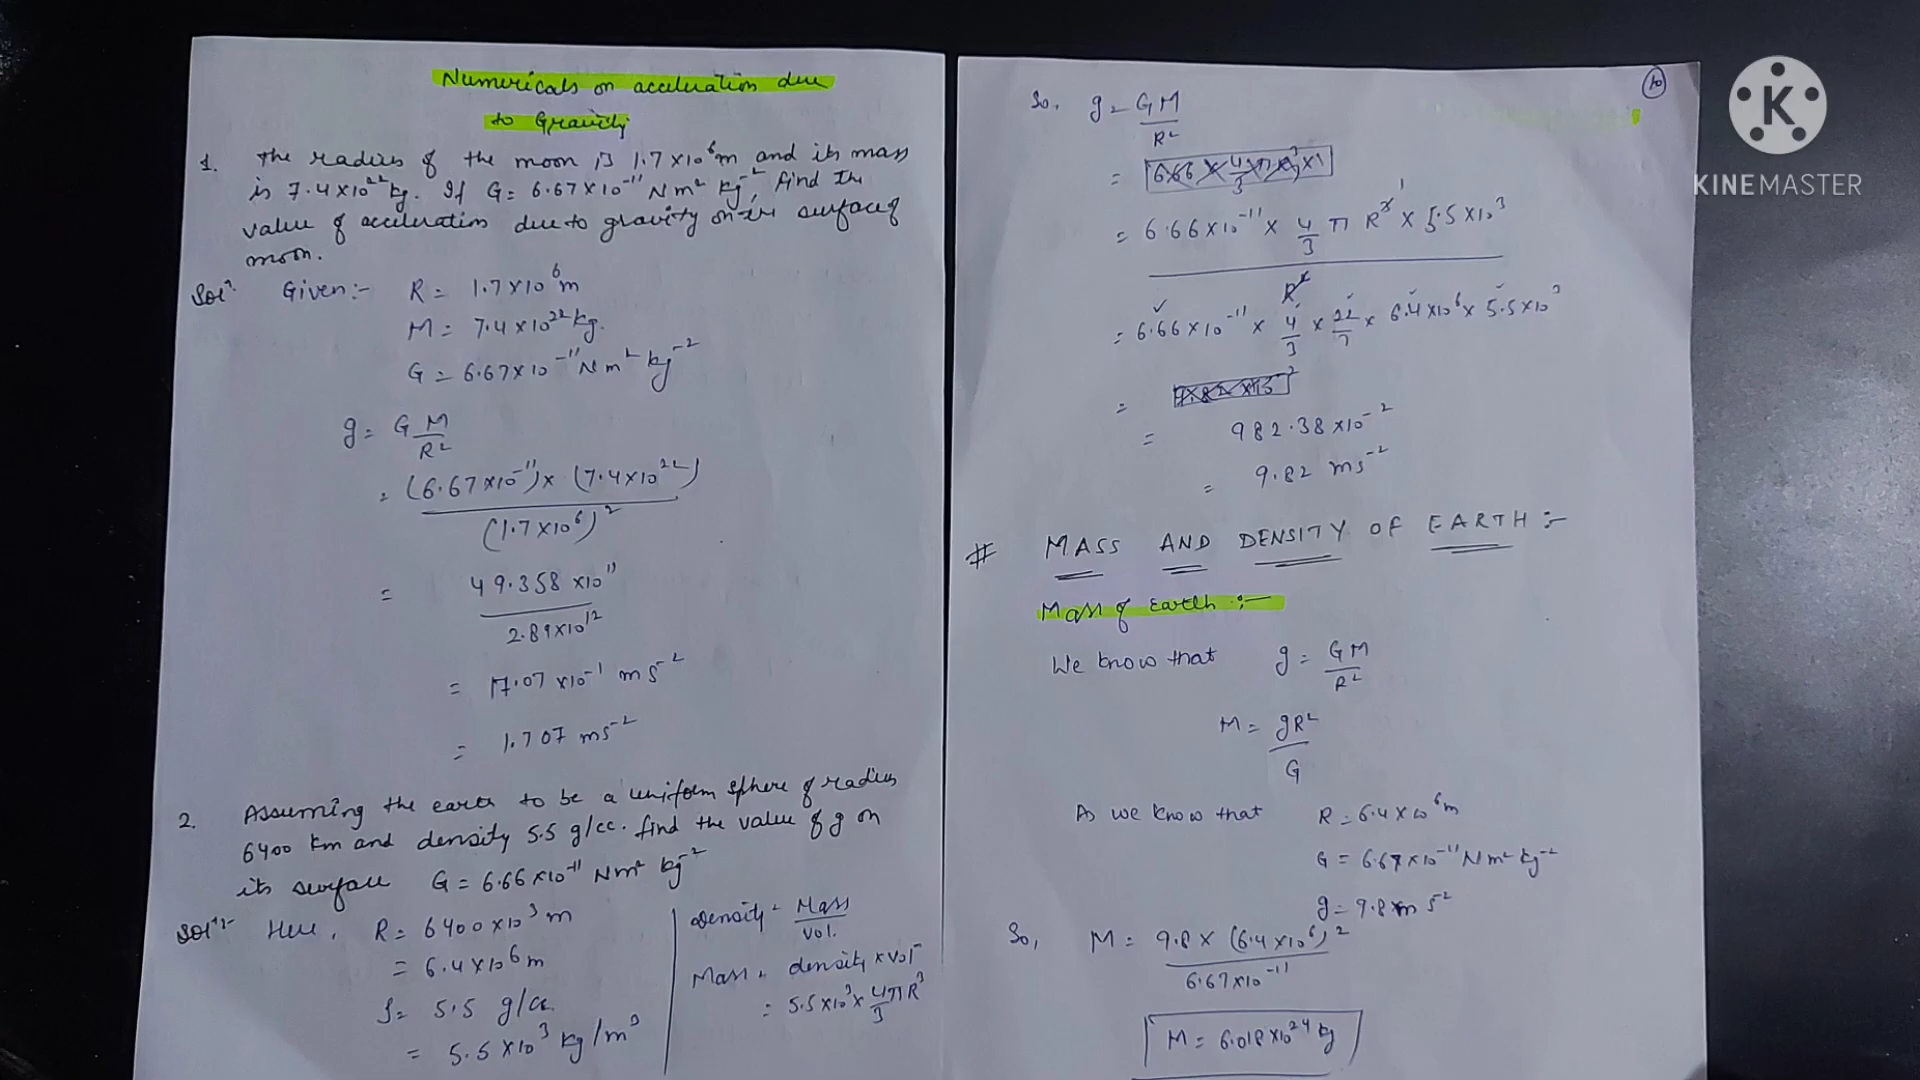 Numericals on acceleration due
to Gravity
1. The radius of the moon is 1.7×10⁶m and its mass
is 7.4×10²²kg. If G = 6.67×10⁻¹¹ Nm² kg⁻², find the
value of acceleration due to gravity on the surface of
moon.
Solⁿ. Given:- R = 1.7×10⁶m
M = 7.4×10²²kg.
G = 6.67×10⁻¹¹Nm² kg⁻²
g = G M/R²
= (6.67×10⁻¹¹)×(7.4×10²²)
(1.7×10⁶)²
= 49.358×10¹¹
2.89×10¹²
= 17.07×10⁻¹ ms⁻²
= 1.707 ms⁻²
2. Assuming the earth to be a uniform sphere of radius
6400 km and density 5.5 g/cc. find the value of g on
its surface G = 6.66×10⁻¹¹ Nm² kg⁻²
Solⁿ:- Here, R = 6400×10³m
= 6.4×10⁶m
ρ = 5.5 g/cc.
= 5.5×10³ kg/m³
Density = Mass/Vol.
Mass = density × vol
= 5.5×10³×4/3πR³
10
So, g = GM/R²
= 6.66×10⁻¹¹ × 4/3 π R³ × 5.5×10³
R²
= 6.66×10⁻¹¹ × 4/3 × 22/7 × 6.4×10⁶ × 5.5×10³
=
= 982.38×10⁻²
= 9.82 ms⁻²
# MASS AND DENSITY OF EARTH :-
Mass of Earth :-
We know that g = GM/R²
M = gR²/G
As we know that R = 6.4×10⁶m
G = 6.67×10⁻¹¹Nm²kg⁻²
g = 9.8m s⁻²
So, M = 9.8×(6.4×10⁶)²
6.67×10⁻¹¹
M = 6.018×10²⁴kg
K
KINEMASTER